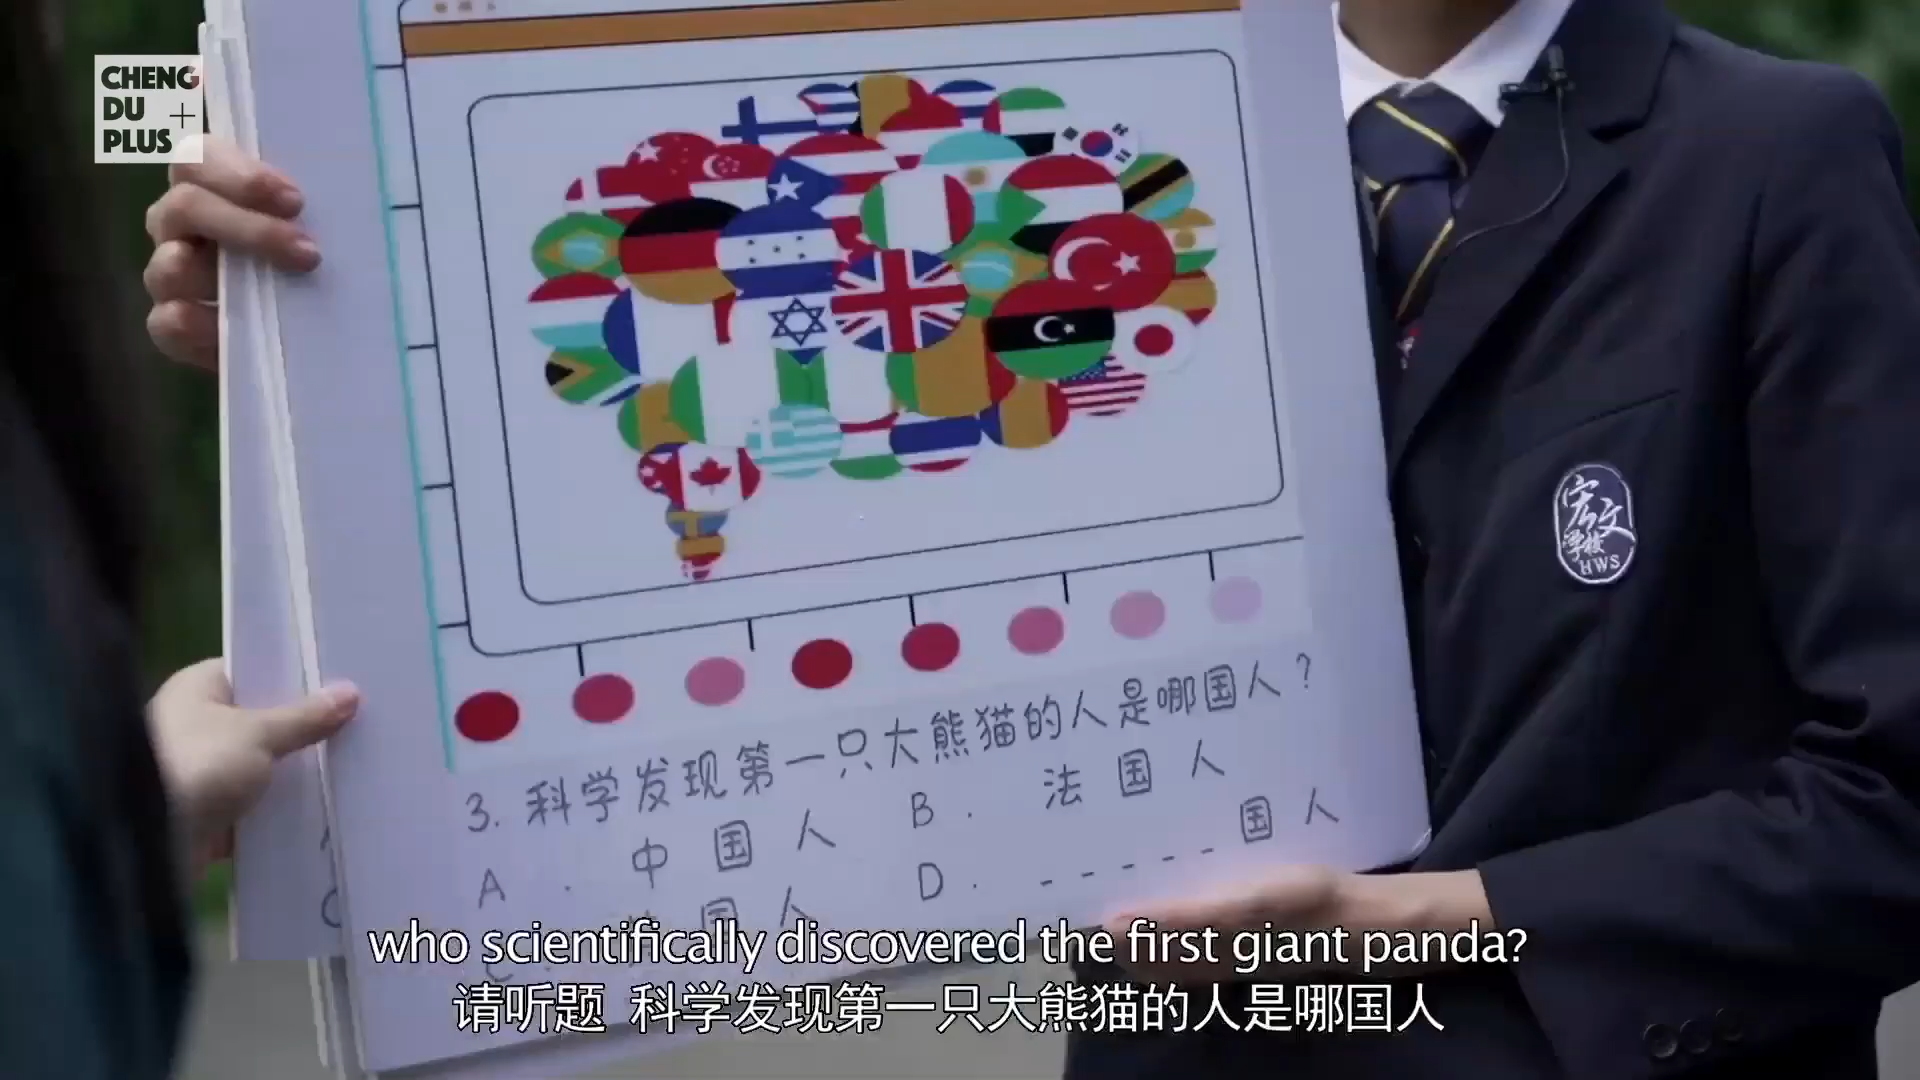 CHENG
DU
PLUS+
宏文
学校
HWS
3. 科学发现第一只大熊猫的人是哪国人？
A. 中国人 B. 法国人
国人 D. -----国人
who scientifically discovered the first giant panda?
请听题 科学发现第一只大熊猫的人是哪国人